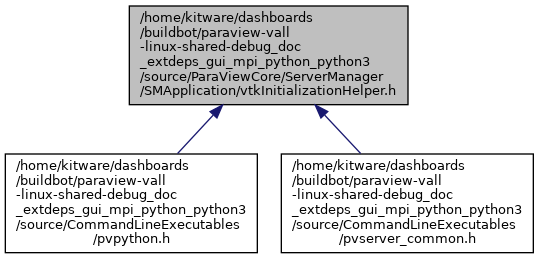 /home/kitware/dashboards
/buildbot/paraview-vall
-linux-shared-debug_doc
_extdeps_gui_mpi_python_python3
/source/ParaViewCore/ServerManager
/SMApplication/vtkInitializationHelper.h
/home/kitware/dashboards
/buildbot/paraview-vall
-linux-shared-debug_doc
_extdeps_gui_mpi_python_python3
/source/CommandLineExecutables
/pvpython.h
/home/kitware/dashboards
/buildbot/paraview-vall
-linux-shared-debug_doc
_extdeps_gui_mpi_python_python3
/source/CommandLineExecutables
/pvserver_common.h